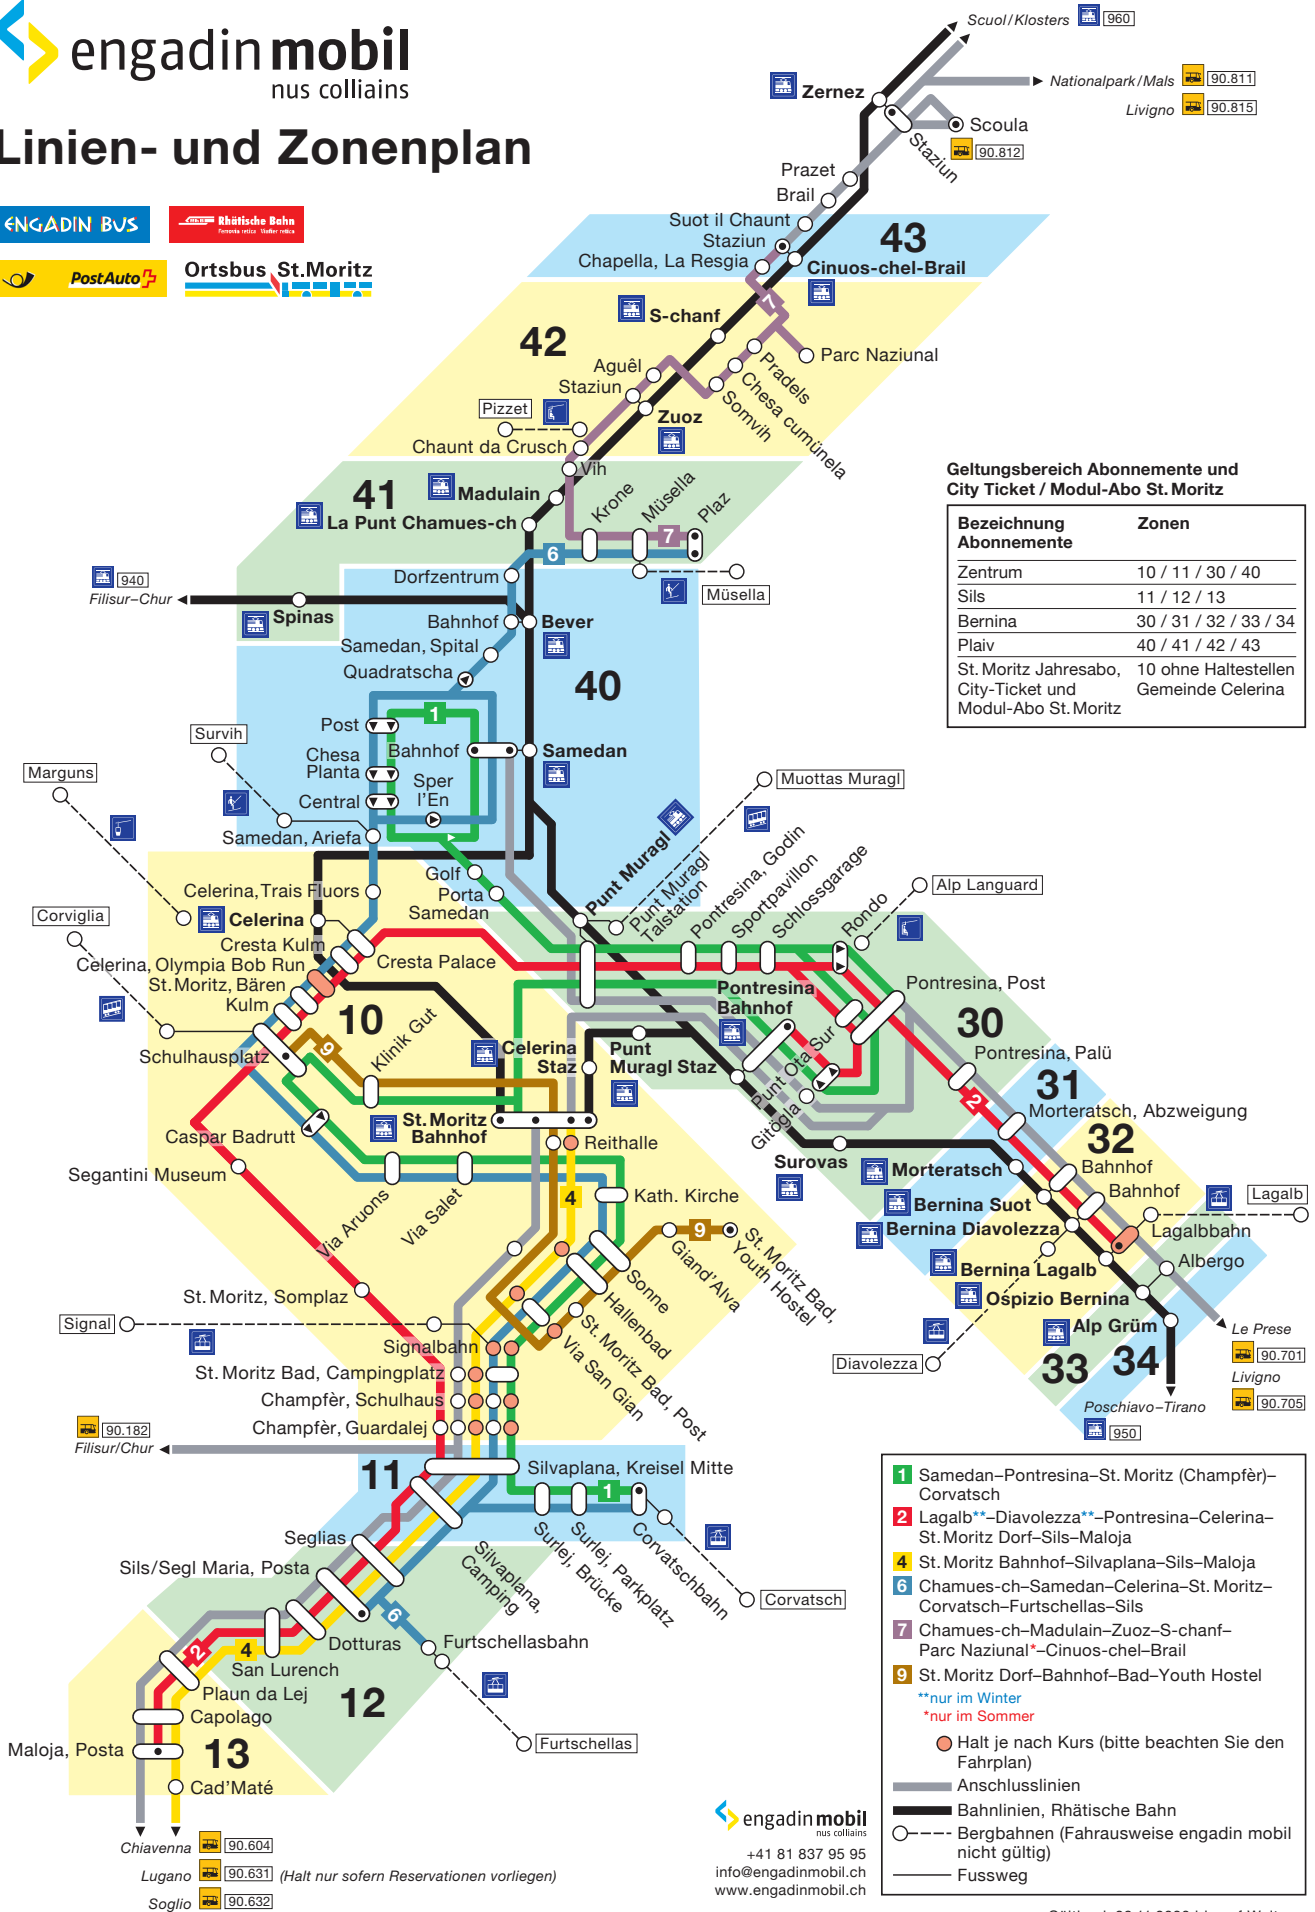 engadin mobil
nus colliains
Linien- und Zonenplan
ENGADIN BUS
Rhätische Bahn
Ferrovia retica Viafier retica
PostAuto
Ortsbus St.Moritz
Scuol/Klosters 960
Nationalpark/Mals 90.811
Livigno 90.815
Zernez
Scoula
90.812
Staziun
Prazet
Brail
Suot il Chaunt
Staziun
Chapella, La Resgia
43
Cinuos-chel-Brail
7
S-chanf
42
Parc Naziunal
Aguêl
Staziun
Pradels
Chesa cumünela
Somvih
Pizzet
Zuoz
Chaunt da Crusch
Vih
41
Madulain
La Punt Chamues-ch
Krone
Müsella
Plaz
7
6
Dorfzentrum
Müsella
940
Filisur–Chur
Spinas
Bahnhof
Bever
Samedan, Spital
Quadratscha
40
1
Post
Survih
Bahnhof
Samedan
Chesa
Planta
Sper
l'En
Central
Marguns
Muottas Muragl
Samedan, Ariefa
Punt Muragl
Punt Muragl
Talstation
Pontresina, Godin
Sportpavillon
Schlossgarage
Rondo
Alp Languard
Golf
Porta
Samedan
Celerina, Trais Fluors
Corviglia
Celerina
Cresta Kulm
Cresta Palace
Celerina, Olympia Bob Run
St. Moritz, Bären
Kulm
10
Pontresina
Bahnhof
Pontresina, Post
30
Klinik Gut
9
Schulhausplatz
Celerina
Staz
Punt
Muragl Staz
Punt Ota Sur
Gitögla
Pontresina, Palü
31
2
Morteratsch, Abzweigung
32
Caspar Badrutt
St. Moritz
Bahnhof
Reithalle
Segantini Museum
Surovas
Morteratsch
Bahnhof
Bahnhof
Lagalb
Bernina Suot
Bernina Diavolezza
Lagalbbahn
Via Aruons
Via Salet
4
Kath. Kirche
9
Giand'Alva
St. Moritz Bad,
Youth Hostel
Bernina Lagalb
Albergo
Ospizio Bernina
Sonne
Hallenbad
St. Moritz Bad, Post
Via San Gian
St. Moritz, Somplaz
Signal
Signalbahn
Alp Grüm
Diavolezza
33
34
Le Prese
90.701
Livigno
90.705
Poschiavo–Tirano
950
St. Moritz Bad, Campingplatz
Champfèr, Schulhaus
Champfèr, Guardalej
90.182
Filisur/Chur
11
Silvaplana, Kreisel Mitte
1
Seglias
Silvaplana,
Camping
Surlej, Brücke
Surlej, Parkplatz
Corvatschbahn
Corvatsch
Sils/Segl Maria, Posta
6
Dotturas
Furtschellasbahn
2
4
San Lurench
Plaun da Lej
12
Capolago
Furtschellas
Maloja, Posta
13
Cad'Maté
Chiavenna 90.604
Lugano 90.631 (Halt nur sofern Reservationen vorliegen)
Soglio 90.632
Geltungsbereich Abonnemente und
City Ticket / Modul-Abo St. Moritz
Bezeichnung Zonen
Abonnemente
Zentrum 10 / 11 / 30 / 40
Sils 11 / 12 / 13
Bernina 30 / 31 / 32 / 33 / 34
Plaiv 40 / 41 / 42 / 43
St. Moritz Jahresabo, 10 ohne Haltestellen
City-Ticket und Gemeinde Celerina
Modul-Abo St. Moritz
1 Samedan–Pontresina–St. Moritz (Champfèr)–
Corvatsch
2 Lagalb**–Diavolezza**–Pontresina–Celerina–
St. Moritz Dorf–Sils–Maloja
4 St. Moritz Bahnhof–Silvaplana–Sils–Maloja
6 Chamues-ch–Samedan–Celerina–St. Moritz–
Corvatsch–Furtschellas–Sils
7 Chamues-ch–Madulain–Zuoz–S-chanf–
Parc Naziunal*–Cinuos-chel-Brail
9 St. Moritz Dorf–Bahnhof–Bad–Youth Hostel
**nur im Winter
*nur im Sommer
Halt je nach Kurs (bitte beachten Sie den
Fahrplan)
Anschlusslinien
Bahnlinien, Rhätische Bahn
Bergbahnen (Fahrausweise engadin mobil
nicht gültig)
Fussweg
engadin mobil
nus colliains
+41 81 837 95 95
info@engadinmobil.ch
www.engadinmobil.ch